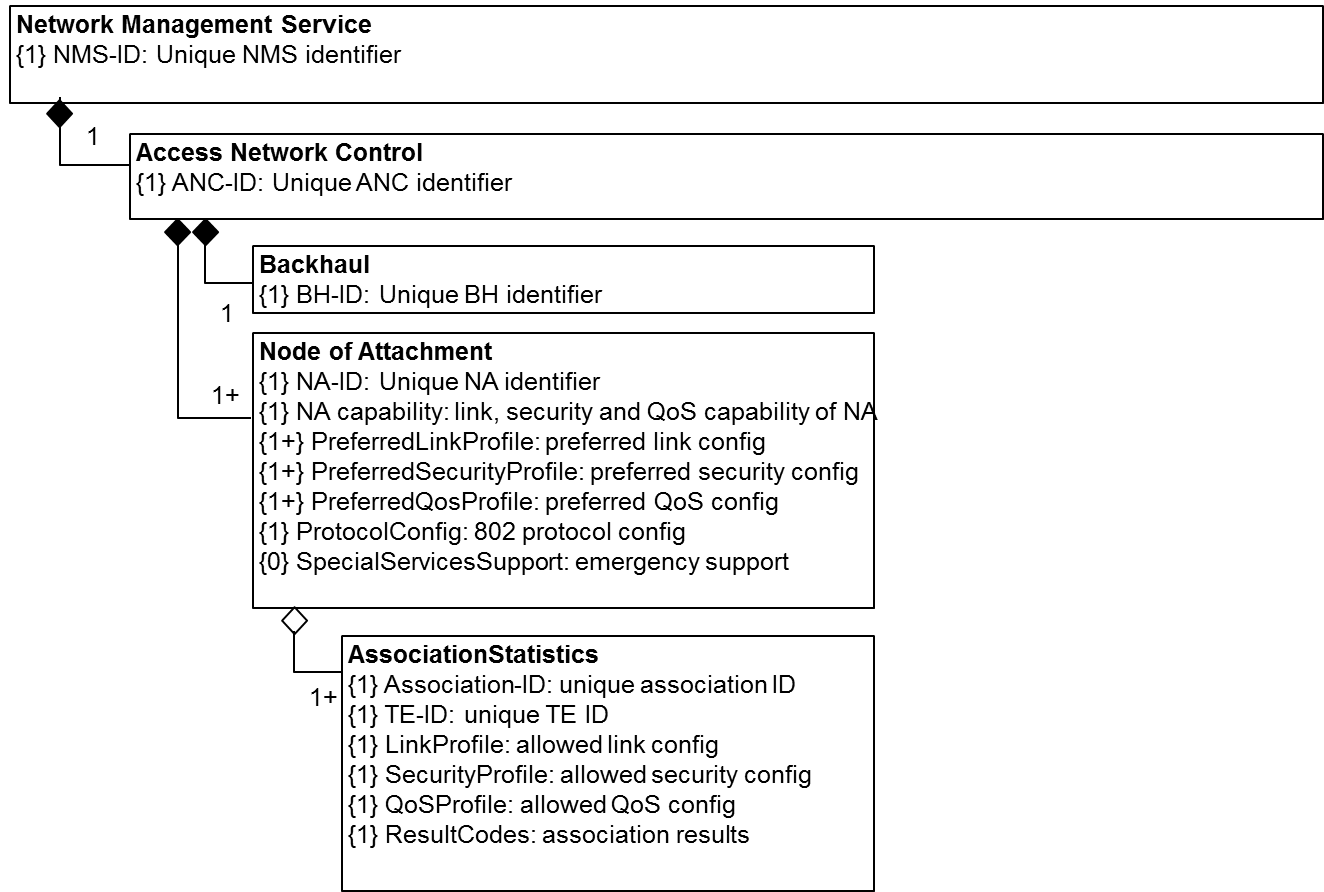 Network Management Service
{1} NMS-ID: Unique NMS identifier
1
Access Network Control
{1} ANC-ID: Unique ANC identifier
Backhaul
{1} BH-ID: Unique BH identifier
1
Node of Attachment
{1} NA-ID: Unique NA identifier
1+
{1} NA capability: link, security and QoS capability of NA
{1+} PreferredLinkProfile: preferred link config
{1+} PreferredSecurityProfile: preferred security config
{1+} PreferredQosProfile: preferred QoS config
{1} ProtocolConfig: 802 protocol config
{0} SpecialServicesSupport: emergency support
AssociationStatistics
{1} Association-ID: unique association ID
1+
{1} TE-ID: unique TE ID
{1} LinkProfile: allowed link config
{1} SecurityProfile: allowed security config
{1} QoSProfile: allowed QoS config
{1} ResultCodes: association results